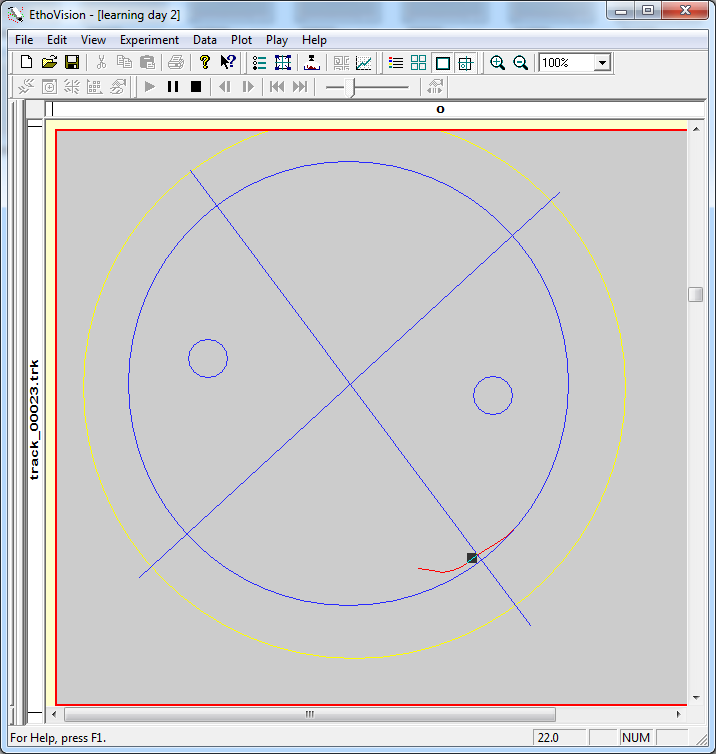 EthoVision - [learning day 2]
File Edit View Experiment Data Plot Play Help
100%
O
track_00023.trk
For Help, press F1.
22.0
NUM